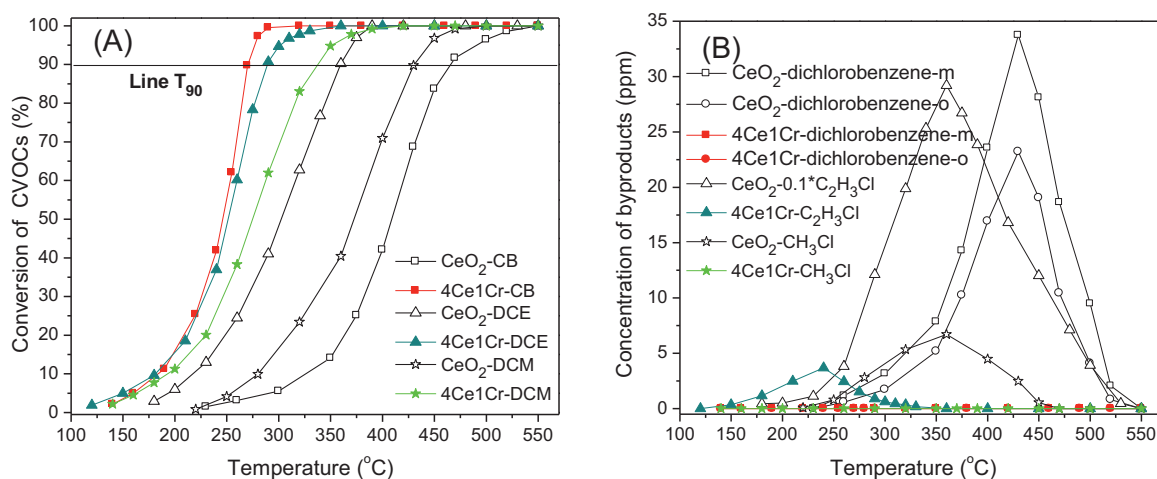 (A)
Line T90
Conversion of CVOCs (%)
100
90
80
70
60
50
40
30
20
10
0
CeO2-CB
4Ce1Cr-CB
CeO2-DCE
4Ce1Cr-DCE
CeO2-DCM
4Ce1Cr-DCM
100 150 200 250 300 350 400 450 500 550
Temperature (°C)
(B)
Concentration of byproducts (ppm)
35
30
25
20
15
10
5
0
CeO2-dichlorobenzene-m
CeO2-dichlorobenzene-o
4Ce1Cr-dichlorobenzene-m
4Ce1Cr-dichlorobenzene-o
CeO2-0.1*C2H3Cl
4Ce1Cr-C2H3Cl
CeO2-CH3Cl
4Ce1Cr-CH3Cl
100 150 200 250 300 350 400 450 500 550
Temperature (°C)